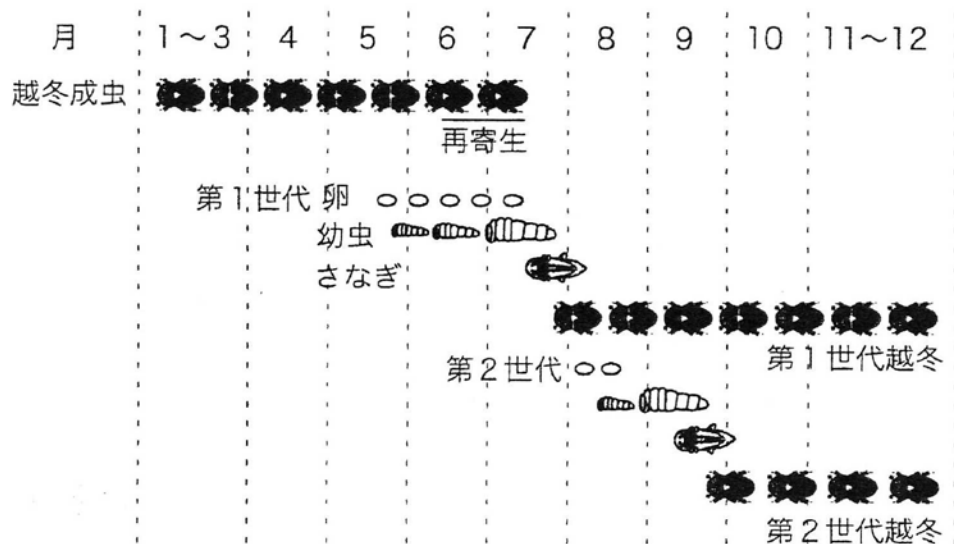 月 1～3 4 5 6 7 8 9 10 11～12
越冬成虫
再寄生
第1世代 卵
幼虫
さなぎ
第1世代越冬
第2世代
第2世代越冬